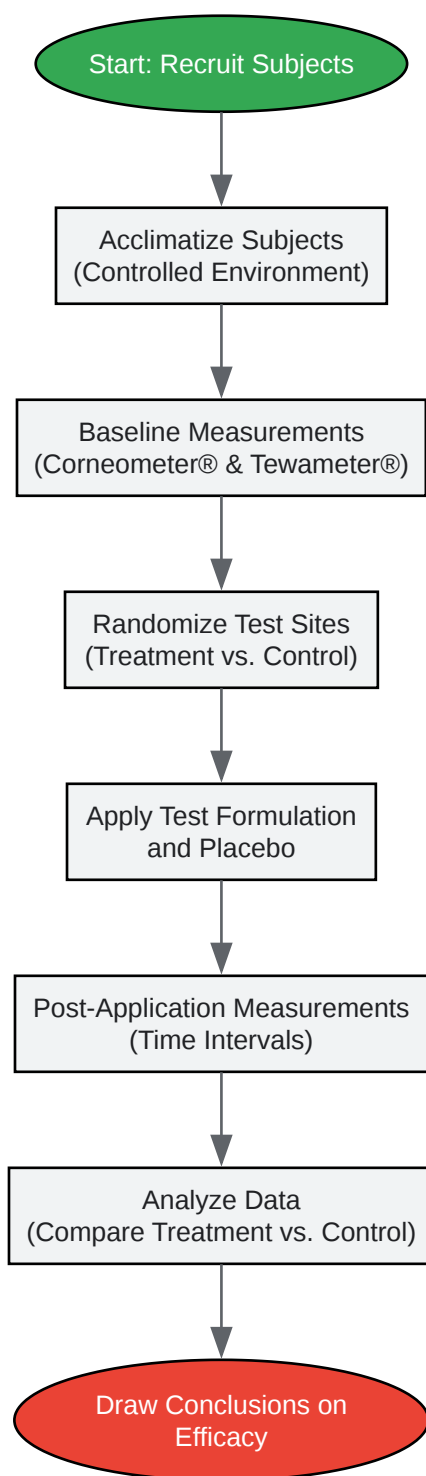 Start: Recruit Subjects
Acclimatize Subjects
(Controlled Environment)
Baseline Measurements
(Corneometer® & Tewameter®)
Randomize Test Sites
(Treatment vs. Control)
Apply Test Formulation
and Placebo
Post-Application Measurements
(Time Intervals)
Analyze Data
(Compare Treatment vs. Control)
Draw Conclusions on
Efficacy